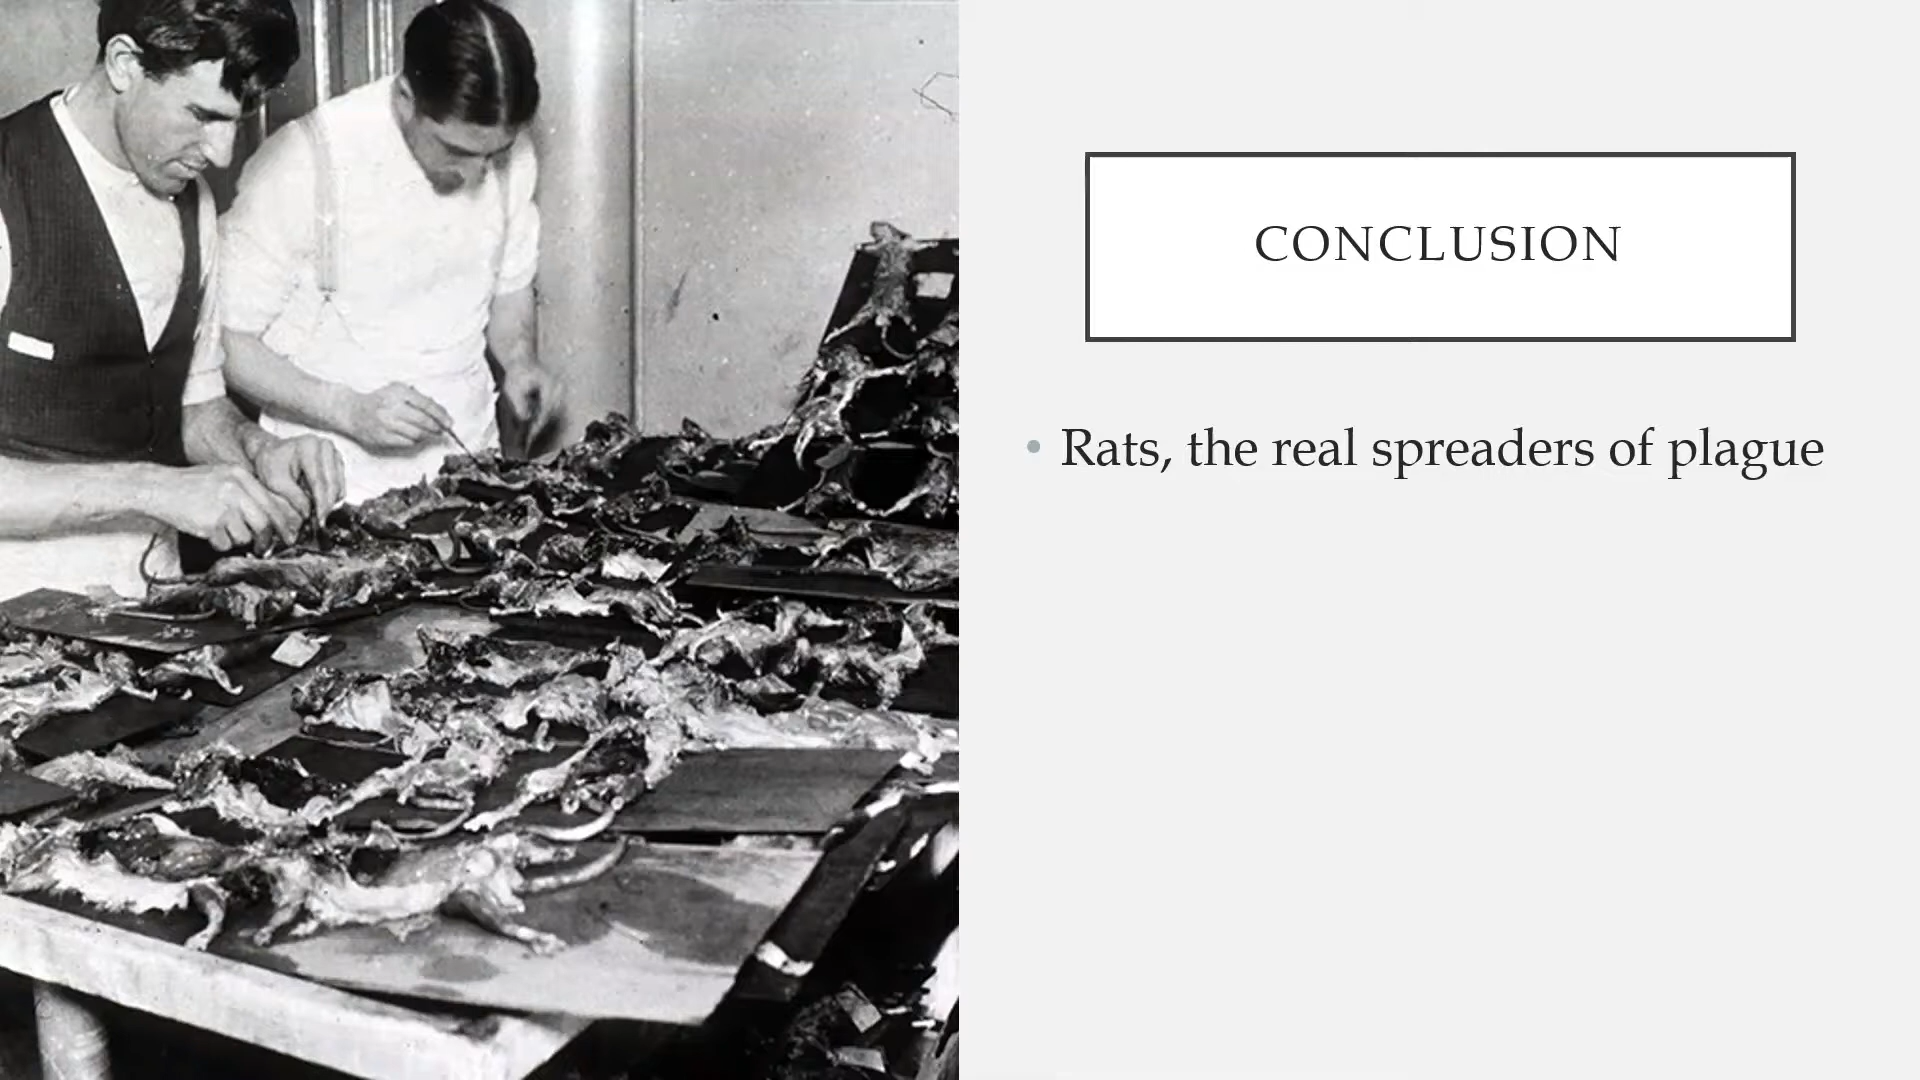 CONCLUSION
Rats, the real spreaders of plague